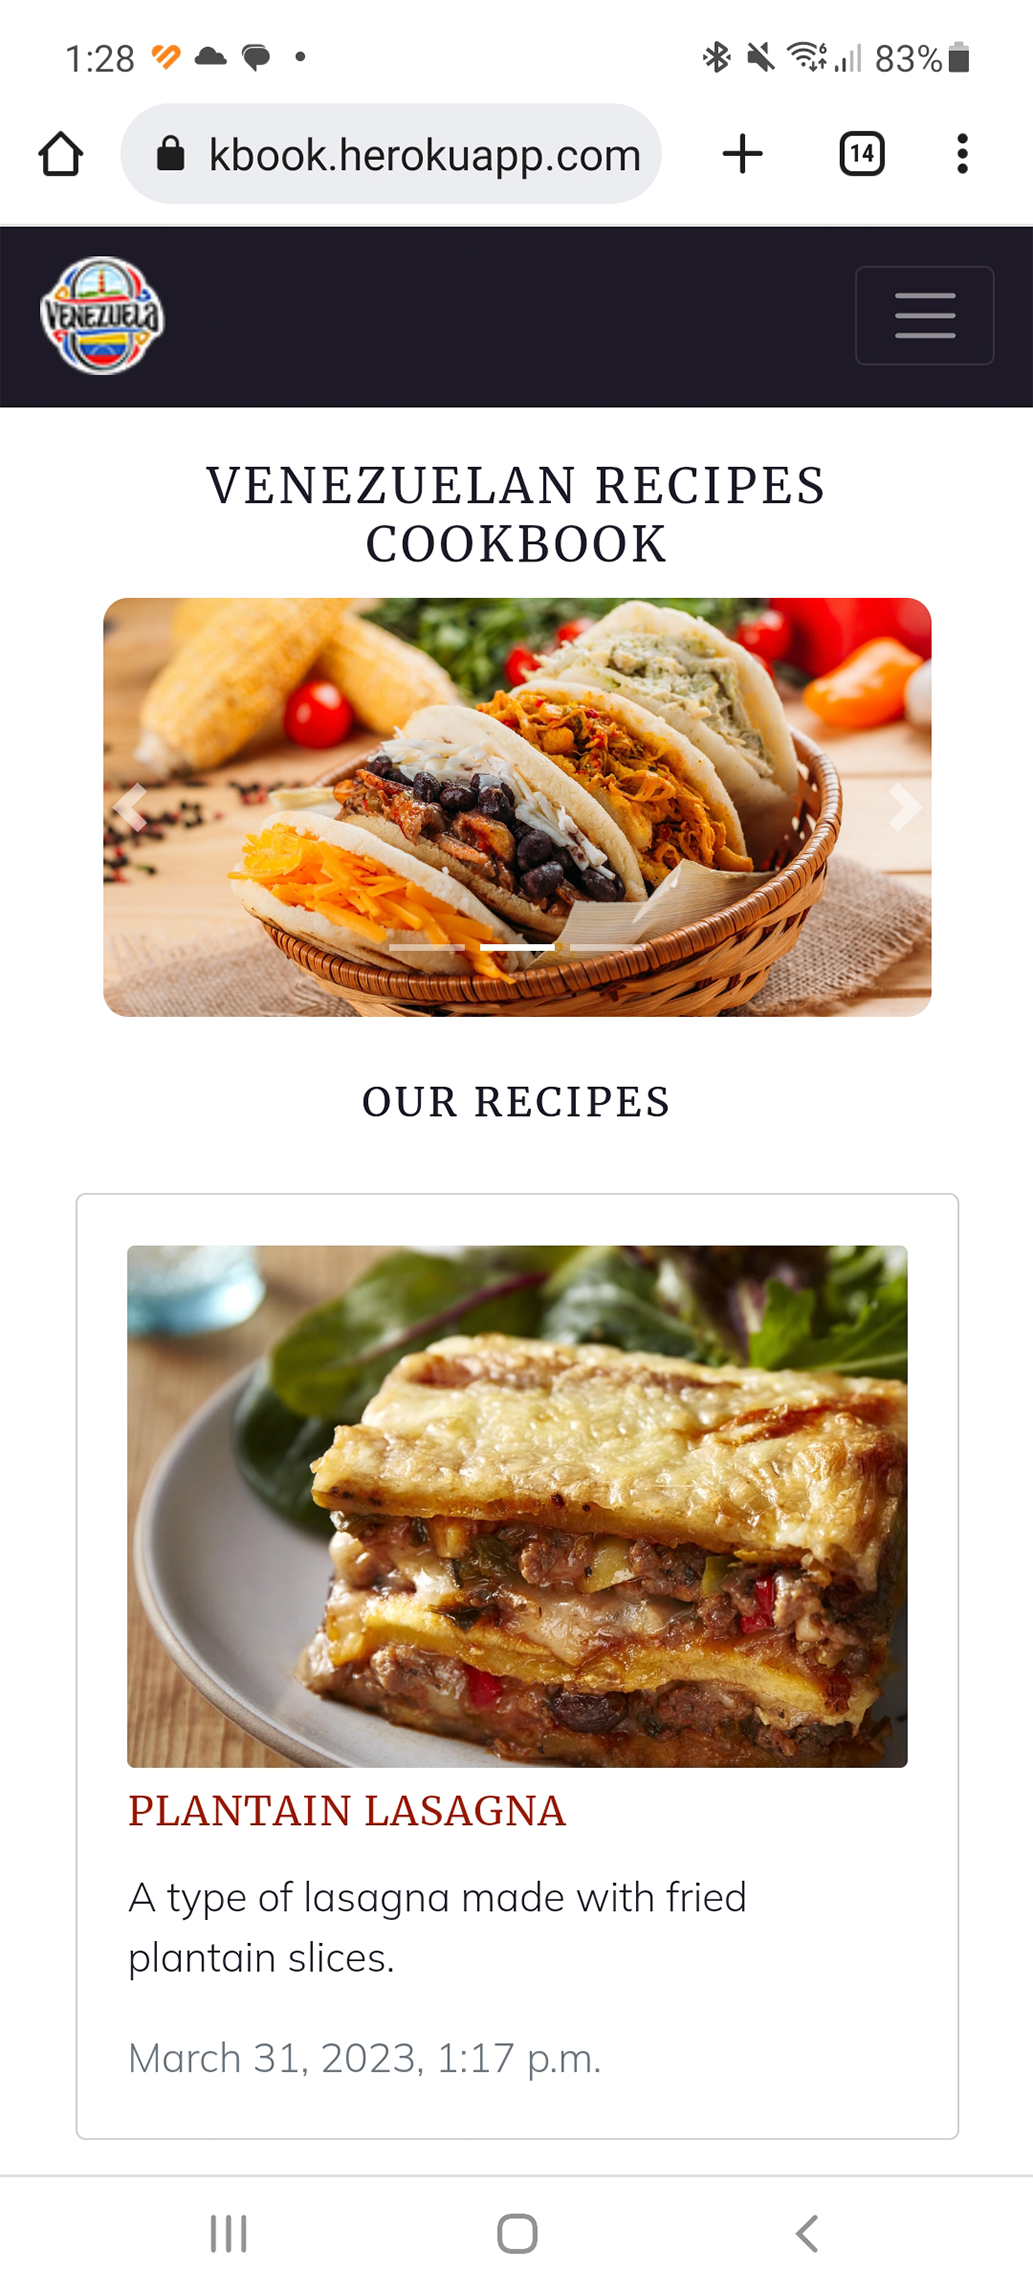 1:28
83%
kbook.herokuapp.com
14
VENEZUELA
VENEZUELAN RECIPES
COOKBOOK
OUR RECIPES
PLANTAIN LASAGNA
A type of lasagna made with fried
plantain slices.
March 31, 2023, 1:17 p.m.